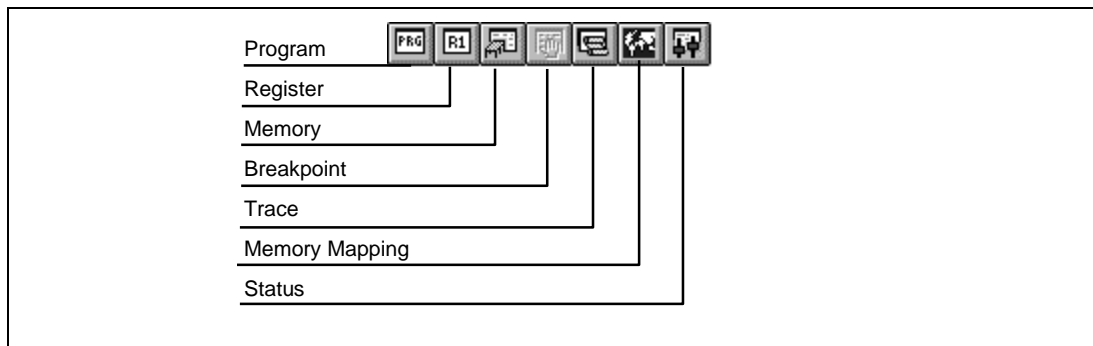 Program
PRG R1
Register
Memory
Breakpoint
Trace
Memory Mapping
Status